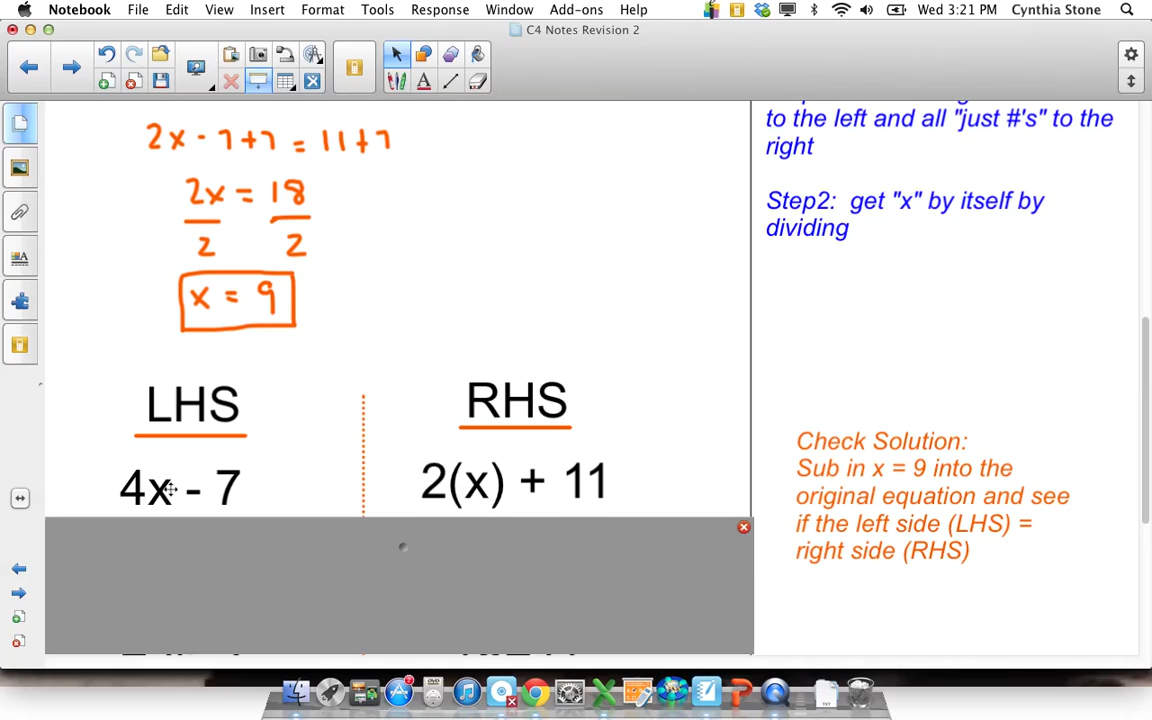 Notebook File Edit View Insert Format Tools Response Window Add-ons Help Wed 3:21 PM Cynthia Stone
C4 Notes Revision 2
2x - 7 + 7 = 11 + 7
2x = 18
2 2
x = 9
to the left and all "just #'s" to the
right
Step2: get "x" by itself by
dividing
LHS RHS
4x - 7 2(x) + 11
Check Solution:
Sub in x = 9 into the
original equation and see
if the left side (LHS) =
right side (RHS)